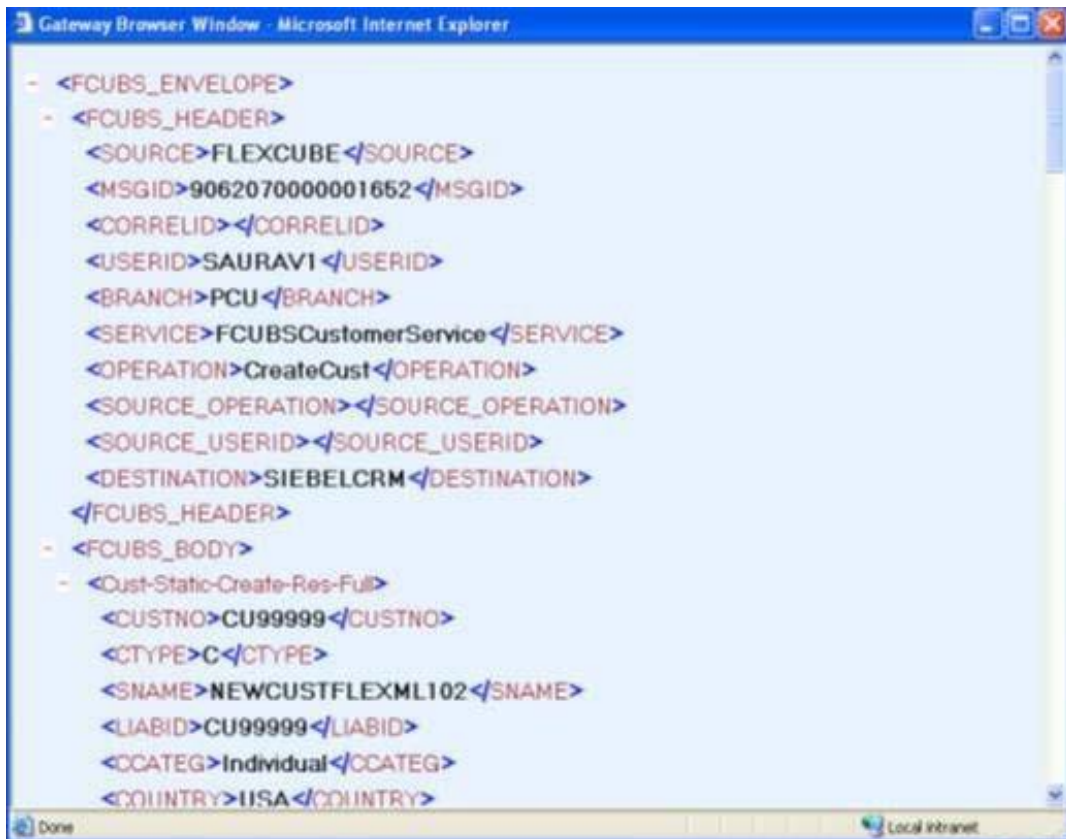 Gateway Browser Window - Microsoft Internet Explorer
- <FCUBS_ENVELOPE>
- <FCUBS_HEADER>
<SOURCE>FLEXCUBE</SOURCE>
<MSGID>9062070000001652</MSGID>
<CORRELID></CORRELID>
<USERID>SAURAV1</USERID>
<BRANCH>PCU</BRANCH>
<SERVICE>FCUBSCustomerService</SERVICE>
<OPERATION>CreateCust</OPERATION>
<SOURCE_OPERATION></SOURCE_OPERATION>
<SOURCE_USERID></SOURCE_USERID>
<DESTINATION>SIEBELCRM</DESTINATION>
</FCUBS_HEADER>
- <FCUBS_BODY>
- <Cust-Static-Create-Res-Full>
<CUSTNO>CU99999</CUSTNO>
<CTYPE>C</CTYPE>
<SNAME>NEWCUSTFLEXML102</SNAME>
<LIABID>CU99999</LIABID>
<CCATEG>Individual</CCATEG>
<COUNTRY>USA</COUNTRY>
Done Local intranet